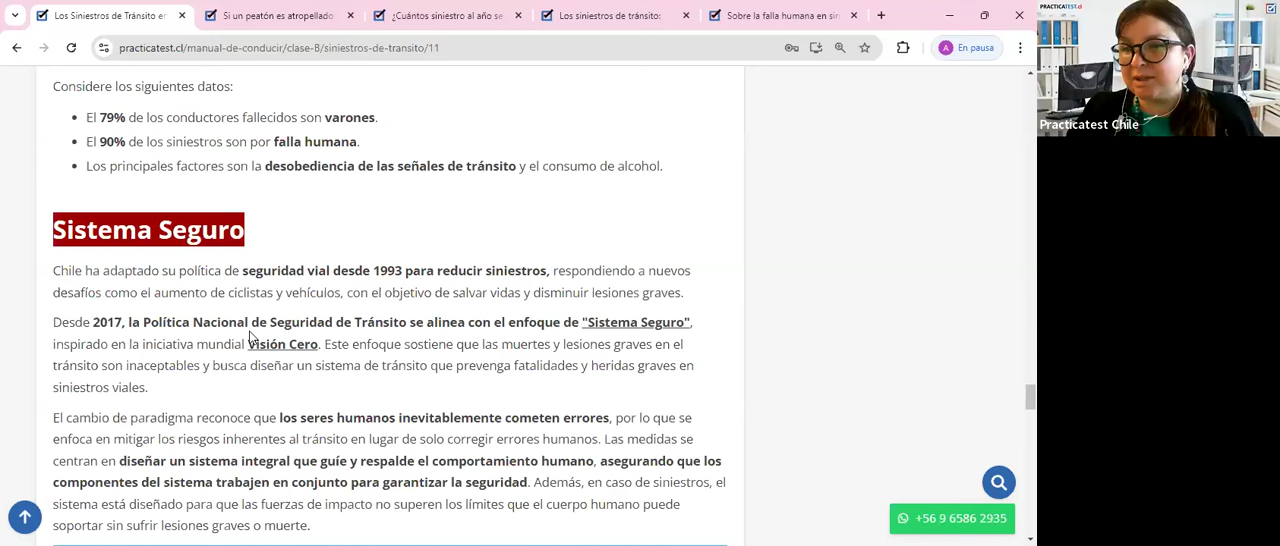 Los Siniestros de Tránsito en
Si un peatón es atropellado
¿Cuántos siniestro al año se
Los siniestros de tránsito:
Sobre la falla humana en sin
practicatest.cl/manual-de-conducir/clase-B/siniestros-de-transito/11
A
En pausa
PRACTICATEST.cl
Practicatest Chile
Considere los siguientes datos:
• El 79% de los conductores fallecidos son varones.
• El 90% de los siniestros son por falla humana.
• Los principales factores son la desobediencia de las señales de tránsito y el consumo de alcohol.
Sistema Seguro
Chile ha adaptado su política de seguridad vial desde 1993 para reducir siniestros, respondiendo a nuevos
desafíos como el aumento de ciclistas y vehículos, con el objetivo de salvar vidas y disminuir lesiones graves.
Desde 2017, la Política Nacional de Seguridad de Tránsito se alinea con el enfoque de "Sistema Seguro",
inspirado en la iniciativa mundial Visión Cero. Este enfoque sostiene que las muertes y lesiones graves en el
tránsito son inaceptables y busca diseñar un sistema de tránsito que prevenga fatalidades y heridas graves en
siniestros viales.
El cambio de paradigma reconoce que los seres humanos inevitablemente cometen errores, por lo que se
enfoca en mitigar los riesgos inherentes al tránsito en lugar de solo corregir errores humanos. Las medidas se
centran en diseñar un sistema integral que guíe y respalde el comportamiento humano, asegurando que los
componentes del sistema trabajen en conjunto para garantizar la seguridad. Además, en caso de siniestros, el
sistema está diseñado para que las fuerzas de impacto no superen los límites que el cuerpo humano puede
soportar sin sufrir lesiones graves o muerte.
+56 9 6586 2935